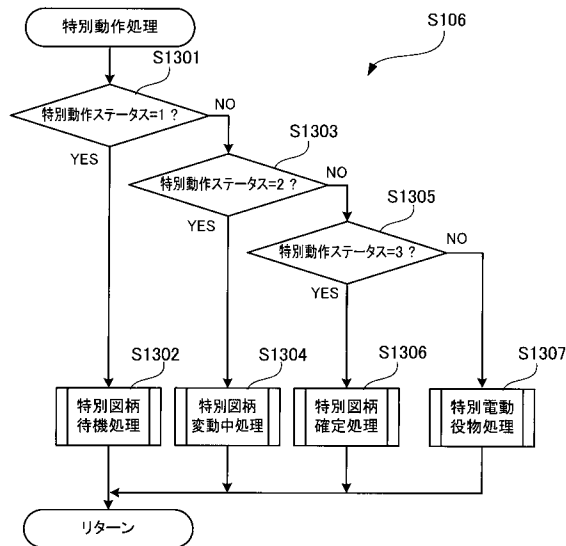 特別動作処理
S106
S1301
特別動作ステータス=1 ?
NO
YES
S1303
特別動作ステータス=2 ?
NO
YES
S1305
特別動作ステータス=3 ?
NO
YES
S1302
特別図柄
待機処理
S1304
特別図柄
変動中処理
S1306
特別図柄
確定処理
S1307
特別電動
役物処理
リターン